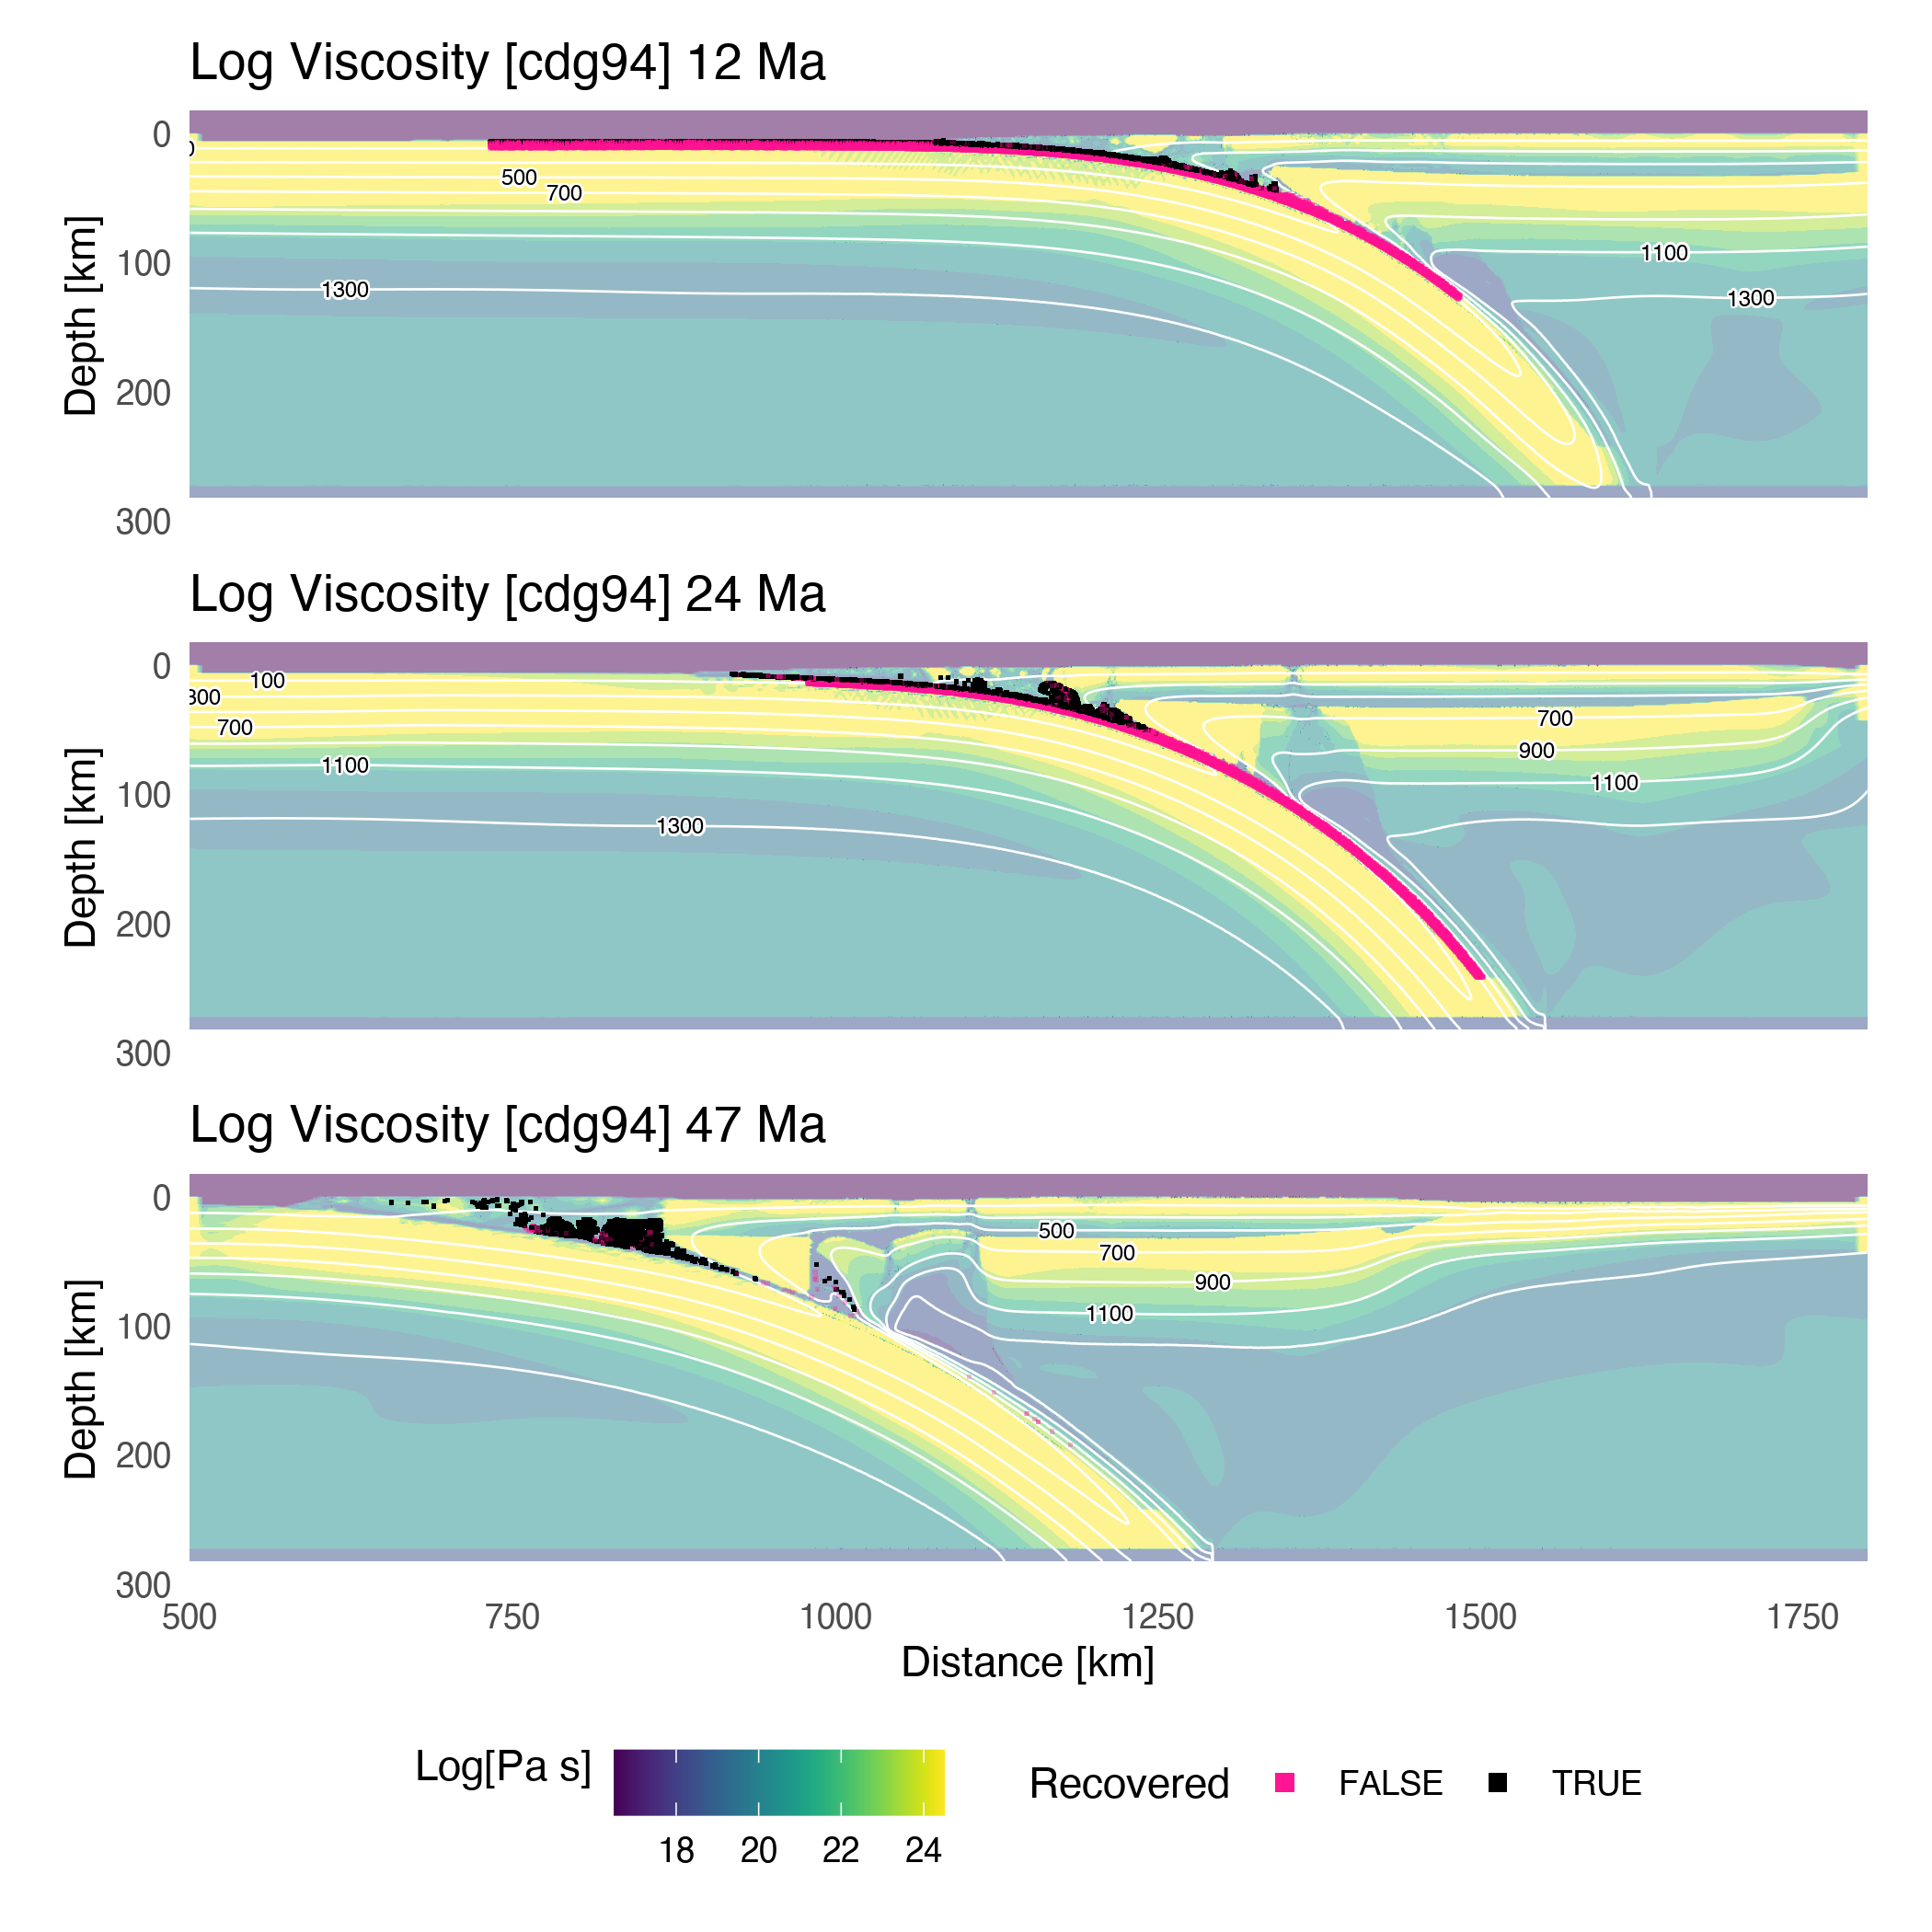 Log Viscosity [cdg94] 12 Ma
0
100
200
300
Depth [km]
0
500
700
1300
1100
1300
Log Viscosity [cdg94] 24 Ma
0
100
200
300
Depth [km]
100
300
700
1100
1300
700
900
1100
Log Viscosity [cdg94] 47 Ma
0
100
200
300
Depth [km]
500
700
900
1100
500 750 1000 1250 1500 1750
Distance [km]
Log[Pa s]
18 20 22 24
Recovered FALSE TRUE